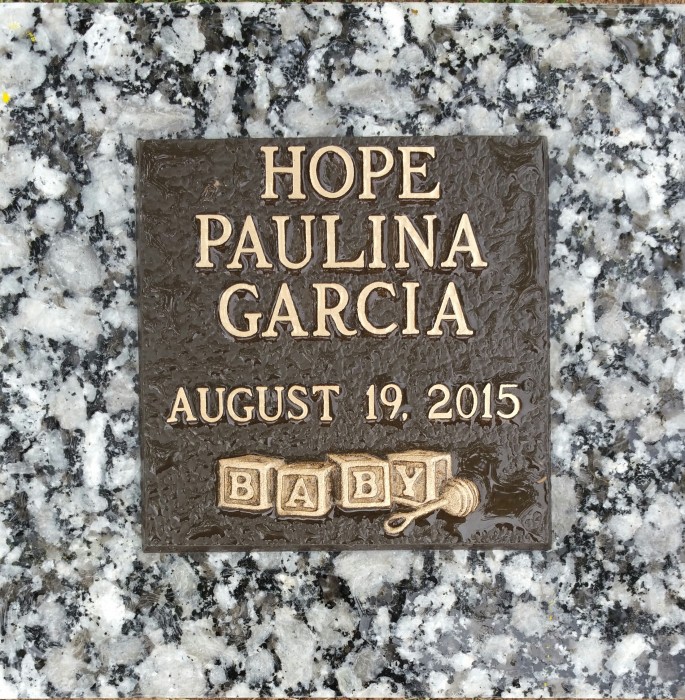 HOPE
PAULINA
GARCIA
AUGUST 19, 2015
BABY